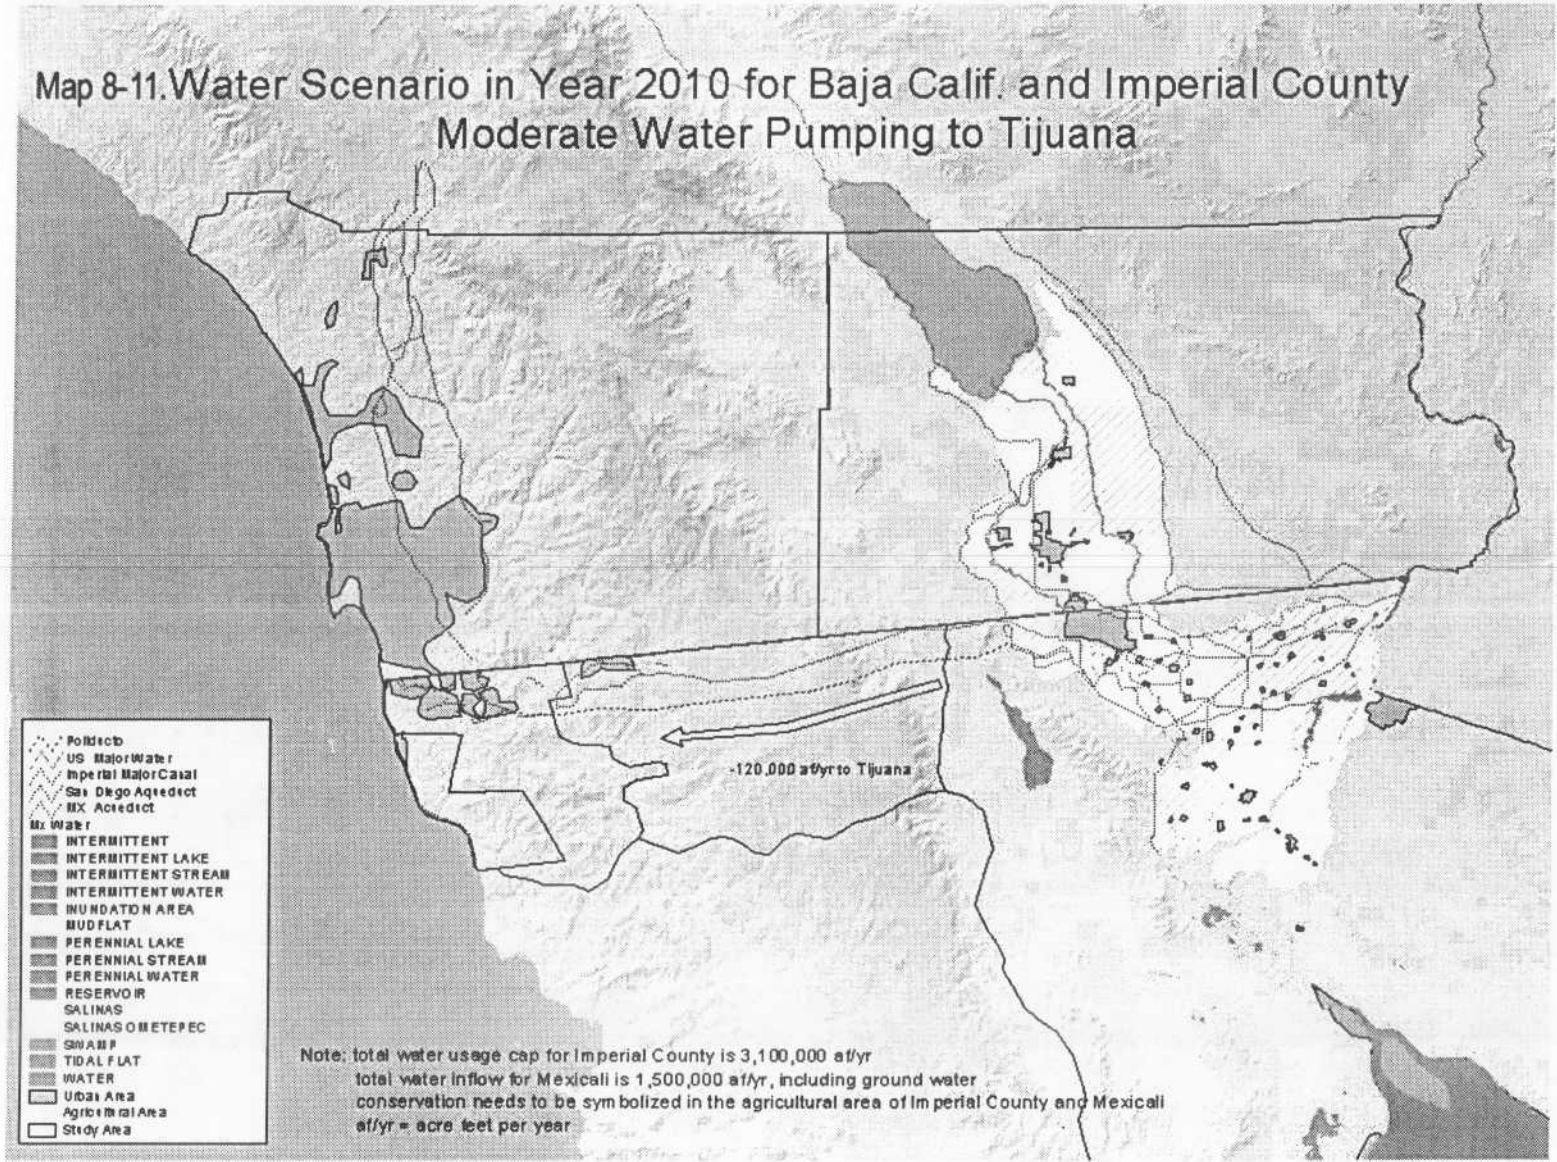 Map 8-11. Water Scenario in Year 2010 for Baja Calif. and Imperial County
Moderate Water Pumping to Tijuana
-120,000 af/yr to Tijuana
US Major Water
Imperial Major Canal
San Diego
MX
Mx Water
INTERMITTENT
INTERMITTENT LAKE
INTERMITTENT STREAM
INTERMITTENT WATER
INUNDATION AREA
MUDFLAT
PERENNIAL LAKE
PERENNIAL STREAM
PERENNIAL WATER
RESERVOIR
SALINAS
SALINAS OMETEPEC
SWAMP
TIDAL FLAT
WATER
Urban Area
Agricultural Area
Study Area
Note: total water usage cap for Imperial County is 3,100,000 af/yr
total water inflow for Mexicali is 1,500,000 af/yr, including ground water
conservation needs to be symbolized in the agricultural area of Imperial County and Mexicali
af/yr = acre feet per year